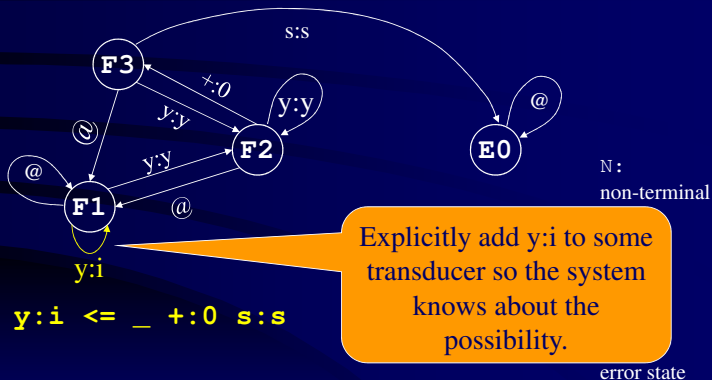 s:s
F3
+:0
y:y
y:y
@
@
F2
E0
y:y
@
@
N:
non-terminal
F1
y:i
Explicitly add y:i to some
transducer so the system
knows about the
possibility.
y:i <= _ +:0 s:s
error state